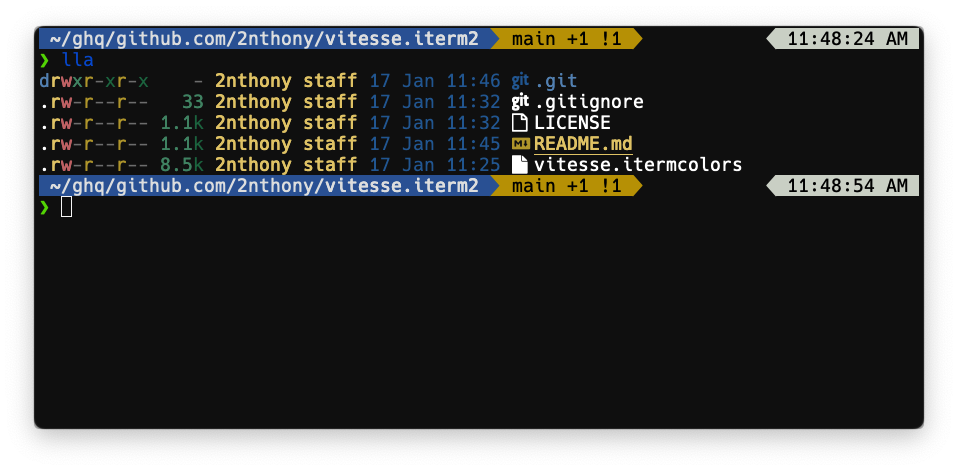 ~/ghq/github.com/2nthony/vitesse.iterm2 main +1 !1 11:48:24 AM
❯ lla
drwxr-xr-x - 2nthony staff 17 Jan 11:46 git .git
.rw-r--r-- 33 2nthony staff 17 Jan 11:32 git .gitignore
.rw-r--r-- 1.1k 2nthony staff 17 Jan 11:32 LICENSE
.rw-r--r-- 1.1k 2nthony staff 17 Jan 11:45 README.md
.rw-r--r-- 8.5k 2nthony staff 17 Jan 11:25 vitesse.itermcolors
~/ghq/github.com/2nthony/vitesse.iterm2 main +1 !1 11:48:54 AM
❯